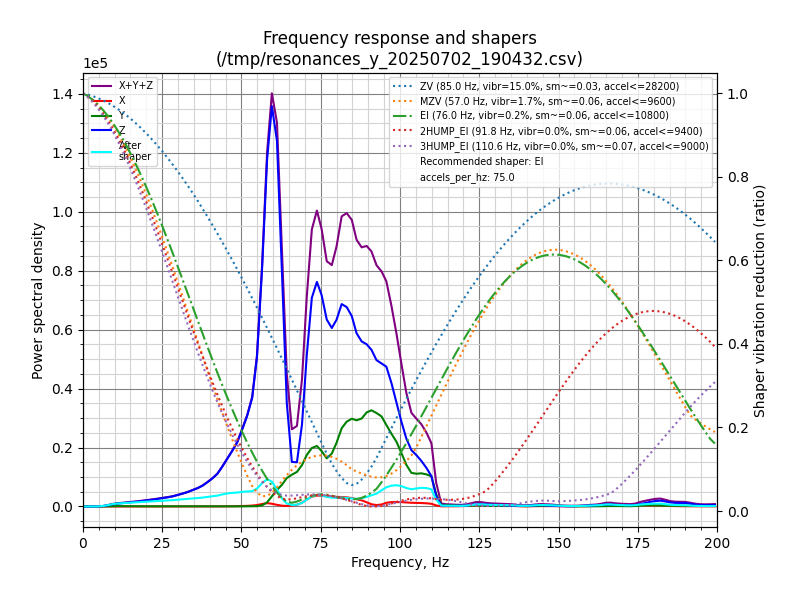 Frequency response and shapers
(/tmp/resonances_y_20250702_190432.csv)
1e5
X+Y+Z
X
Y
Z
After
shaper
ZV (85.0 Hz, vibr=15.0%, sm~=0.03, accel<=28200)
MZV (57.0 Hz, vibr=1.7%, sm~=0.06, accel<=9600)
EI (76.0 Hz, vibr=0.2%, sm~=0.06, accel<=10800)
2HUMP_EI (91.8 Hz, vibr=0.0%, sm~=0.06, accel<=9400)
3HUMP_EI (110.6 Hz, vibr=0.0%, sm~=0.07, accel<=9000)
Recommended shaper: EI
accels_per_hz: 75.0
1.4
1.2
1.0
0.8
0.6
0.4
0.2
0.0
Power spectral density
1.0
0.8
0.6
0.4
0.2
0.0
Shaper vibration reduction (ratio)
0 25 50 75 100 125 150 175 200
Frequency, Hz